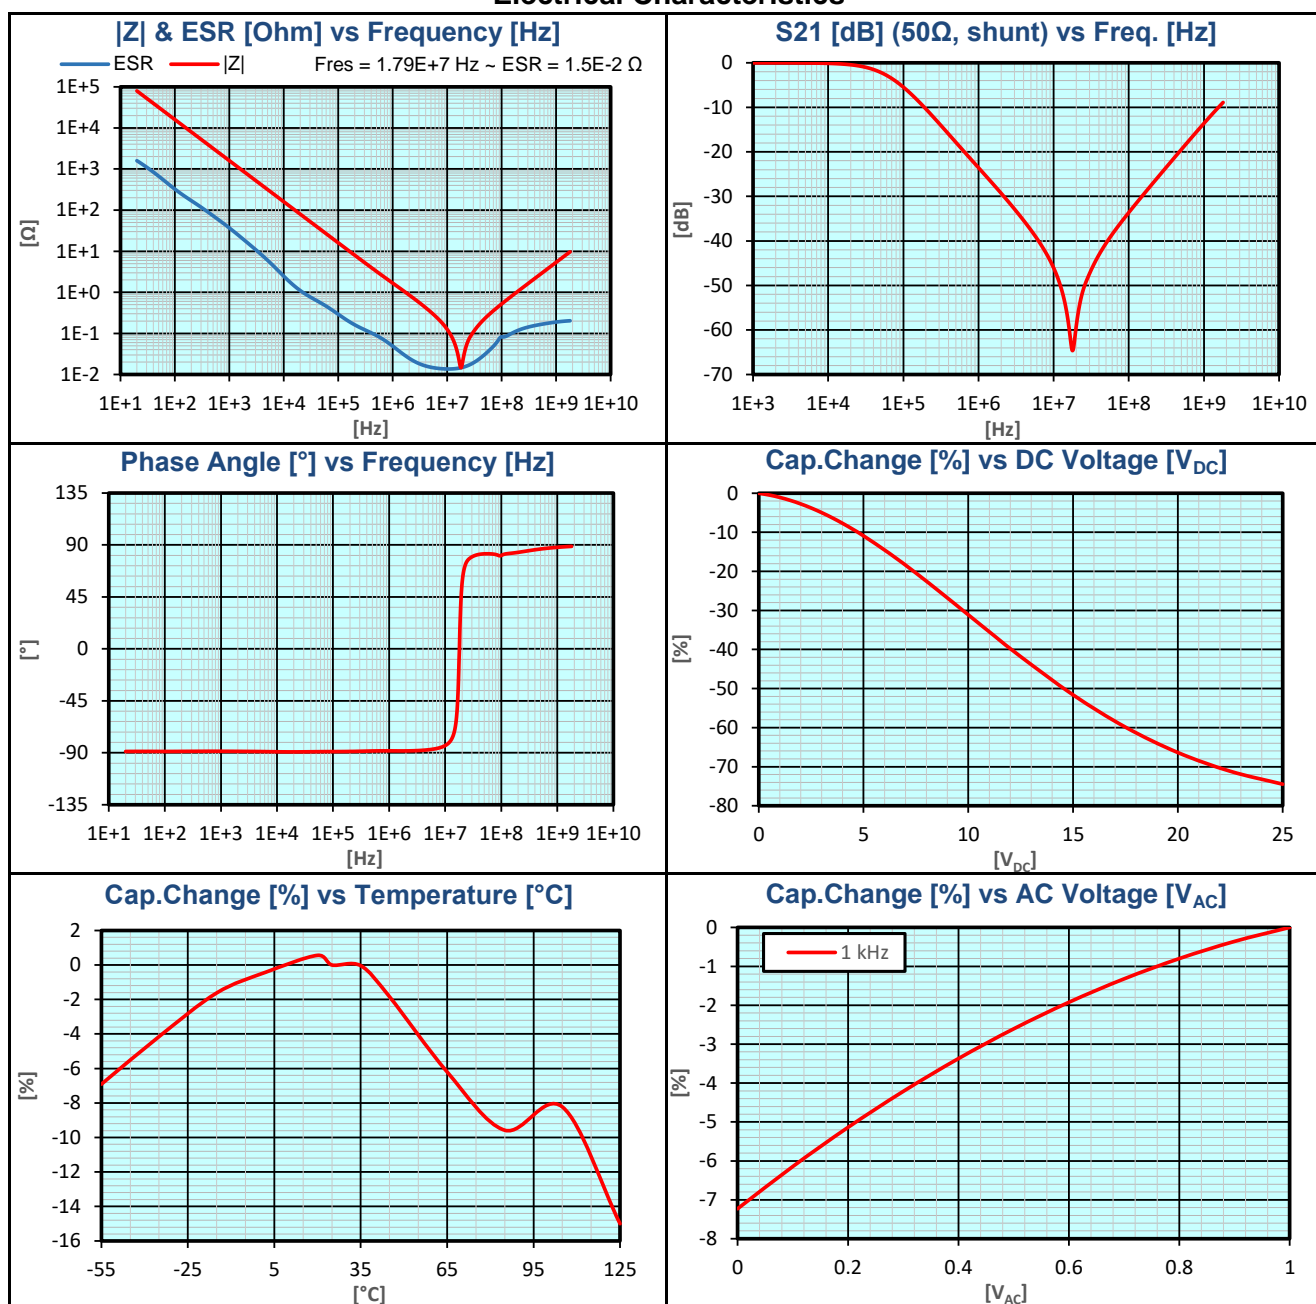 Electrical Characteristics
|Z| & ESR [Ohm] vs Frequency [Hz]
ESR |Z| Fres = 1.79E+7 Hz ~ ESR = 1.5E-2 Ω
1E+5
1E+4
1E+3
1E+2
1E+1
1E+0
1E-1
1E-2
[Ω]
1E+1 1E+2 1E+3 1E+4 1E+5 1E+6 1E+7 1E+8 1E+9 1E+10
[Hz]
S21 [dB] (50Ω, shunt) vs Freq. [Hz]
0
-10
-20
-30
-40
-50
-60
-70
[dB]
1E+3 1E+4 1E+5 1E+6 1E+7 1E+8 1E+9 1E+10
[Hz]
Phase Angle [°] vs Frequency [Hz]
135
90
45
0
-45
-90
-135
[°]
1E+1 1E+2 1E+3 1E+4 1E+5 1E+6 1E+7 1E+8 1E+9 1E+10
[Hz]
Cap.Change [%] vs DC Voltage [VDC]
0
-10
-20
-30
-40
-50
-60
-70
-80
[%]
0 5 10 15 20 25
[VDC]
Cap.Change [%] vs Temperature [°C]
2
0
-2
-4
-6
-8
-10
-12
-14
-16
[%]
-55 -25 5 35 65 95 125
[°C]
Cap.Change [%] vs AC Voltage [VAC]
1 kHz
0
-1
-2
-3
-4
-5
-6
-7
-8
[%]
0 0.2 0.4 0.6 0.8 1
[VAC]